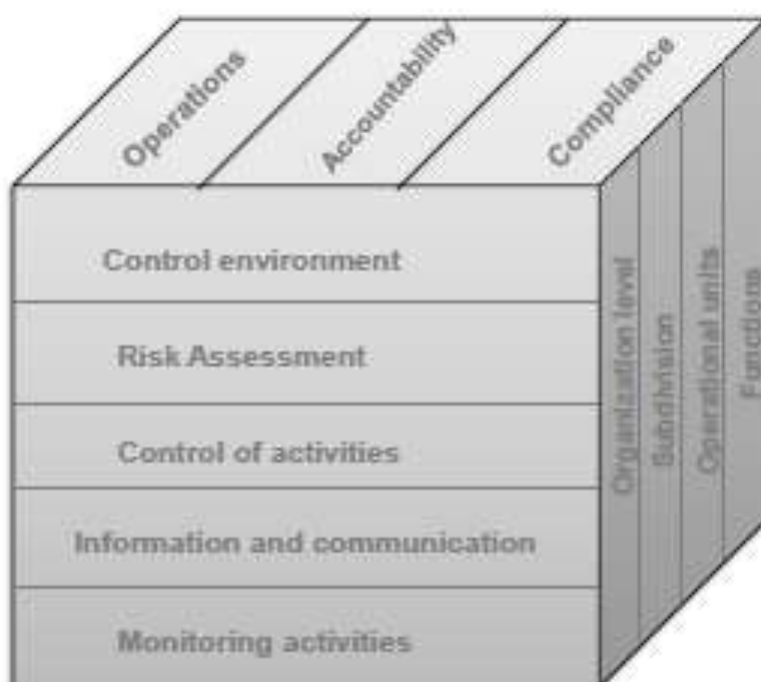 Operations
Accountability
Compliance
Control environment
Risk Assessment
Control of activities
Information and communication
Monitoring activities
Organization level
Subdivision
Operational units
Functions